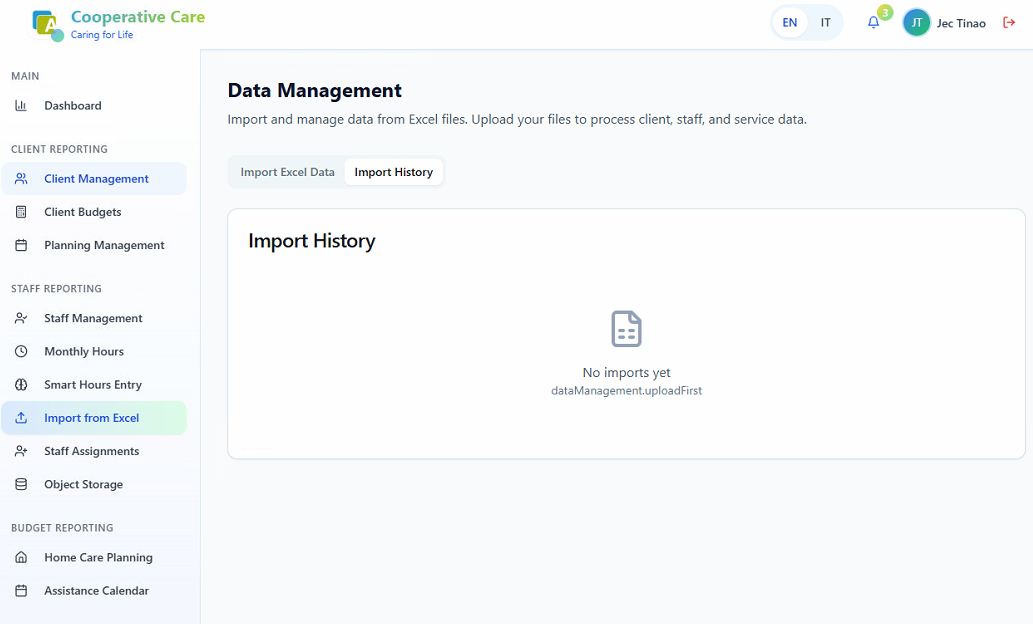 Cooperative Care
Caring for Life
EN IT
3
JT Jec Tinao
MAIN
Dashboard
CLIENT REPORTING
Client Management
Client Budgets
Planning Management
STAFF REPORTING
Staff Management
Monthly Hours
Smart Hours Entry
Import from Excel
Staff Assignments
Object Storage
BUDGET REPORTING
Home Care Planning
Assistance Calendar
Data Management
Import and manage data from Excel files. Upload your files to process client, staff, and service data.
Import Excel Data Import History
Import History
No imports yet
dataManagement.uploadFirst